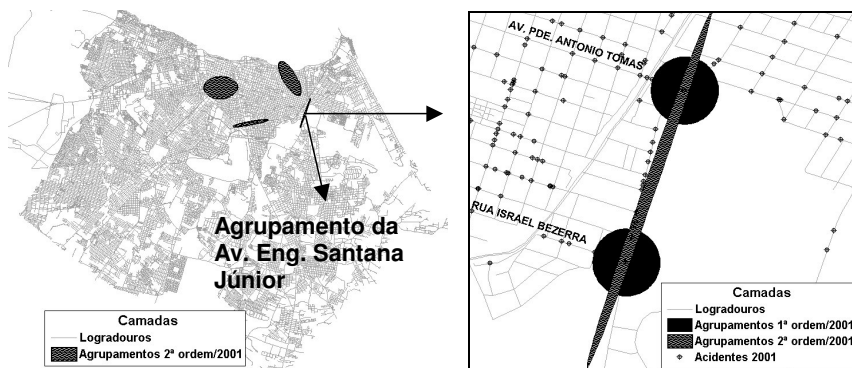 Agrupamento da
Av. Eng. Santana
Júnior
Camadas
Logradouros
Agrupamentos 2ª ordem/2001
AV. PDE. ANTONIO TOMAS
RUA ISRAEL BEZERRA
Camadas
Logradouros
Agrupamentos 1ª ordem/2001
Agrupamentos 2ª ordem/2001
Acidentes 2001